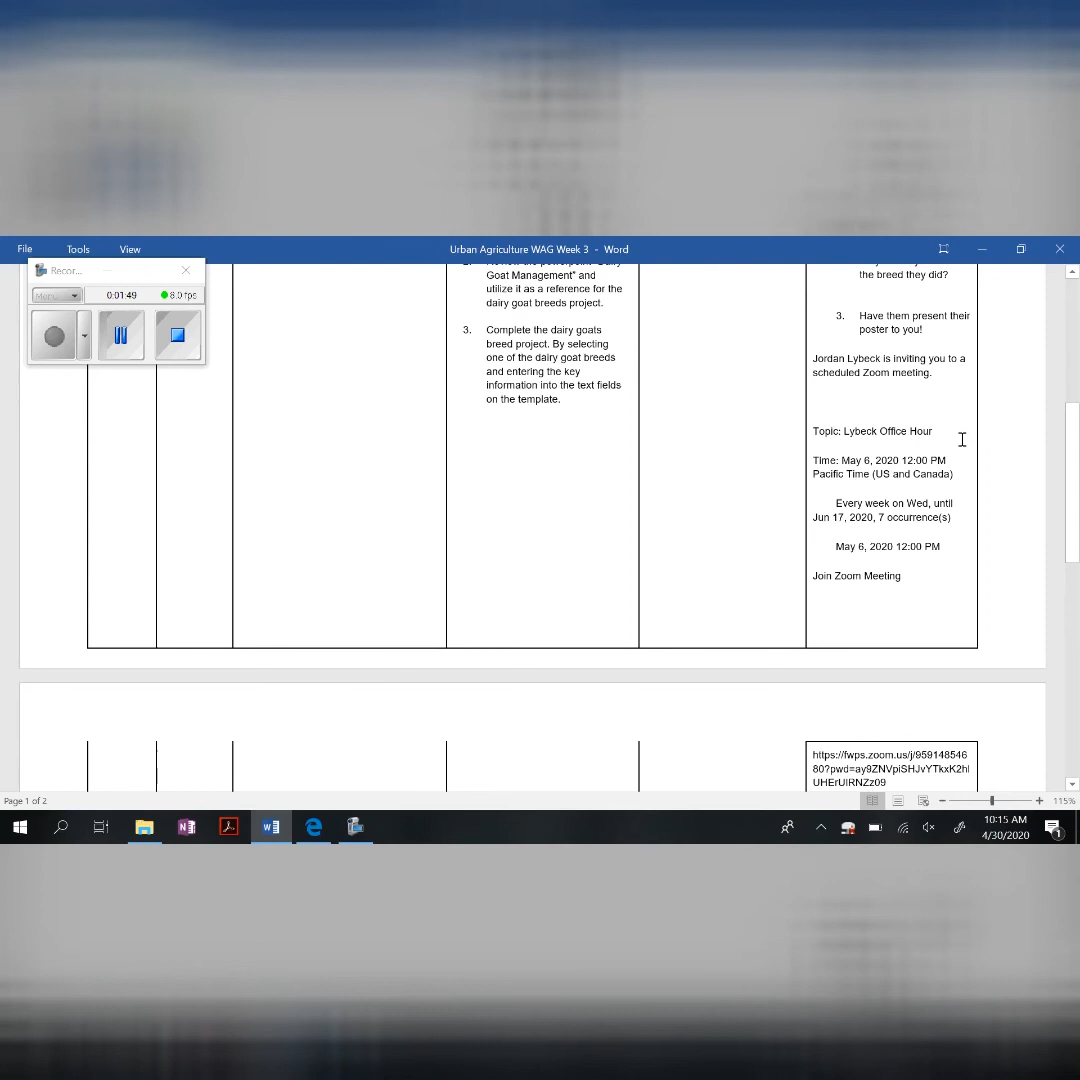 File Tools View Urban Agriculture WAG Week 3 - Word
Recor...
0:01:49 8.0 fps
Goat Management" and
utilize it as a reference for the
dairy goat breeds project.
3. Complete the dairy goats
breed project. By selecting
one of the dairy goat breeds
and entering the key
information into the text fields
on the template.
the breed they did?
3. Have them present their
poster to you!
Jordan Lybeck is inviting you to a
scheduled Zoom meeting.
Topic: Lybeck Office Hour
Time: May 6, 2020 12:00 PM
Pacific Time (US and Canada)
Every week on Wed, until
Jun 17, 2020, 7 occurrence(s)
May 6, 2020 12:00 PM
Join Zoom Meeting
https://fwps.zoom.us/j/959148546
80?pwd=ay9ZNVpiSHJvYTkxK2hI
UHErUlRNZz09
Page 1 of 2
115%
10:15 AM
4/30/2020
1